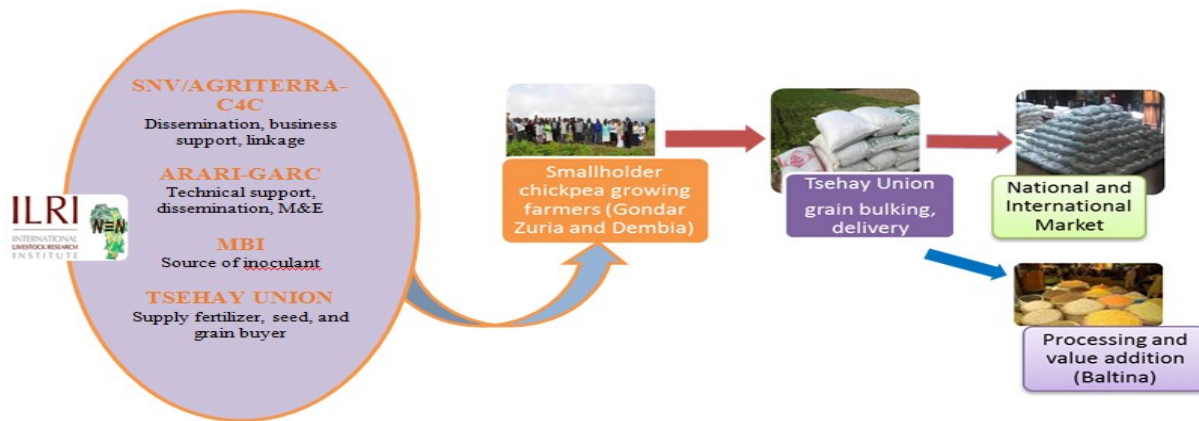 SNV/AGRITERRA-
C4C
Dissemination, business
support, linkage
ARARI-GARC
Technical support,
dissemination, M&E
MBI
Source of inoculant
TSEHAY UNION
Supply fertilizer, seed, and
grain buyer
ILRI
INTERNATIONAL
LIVESTOCK RESEARCH
INSTITUTE
N2N
Smallholder
chickpea growing
farmers (Gondar
Zuria and Dembia)
Tsehay Union
grain bulking,
delivery
National and
International
Market
Processing and
value addition
(Baltina)